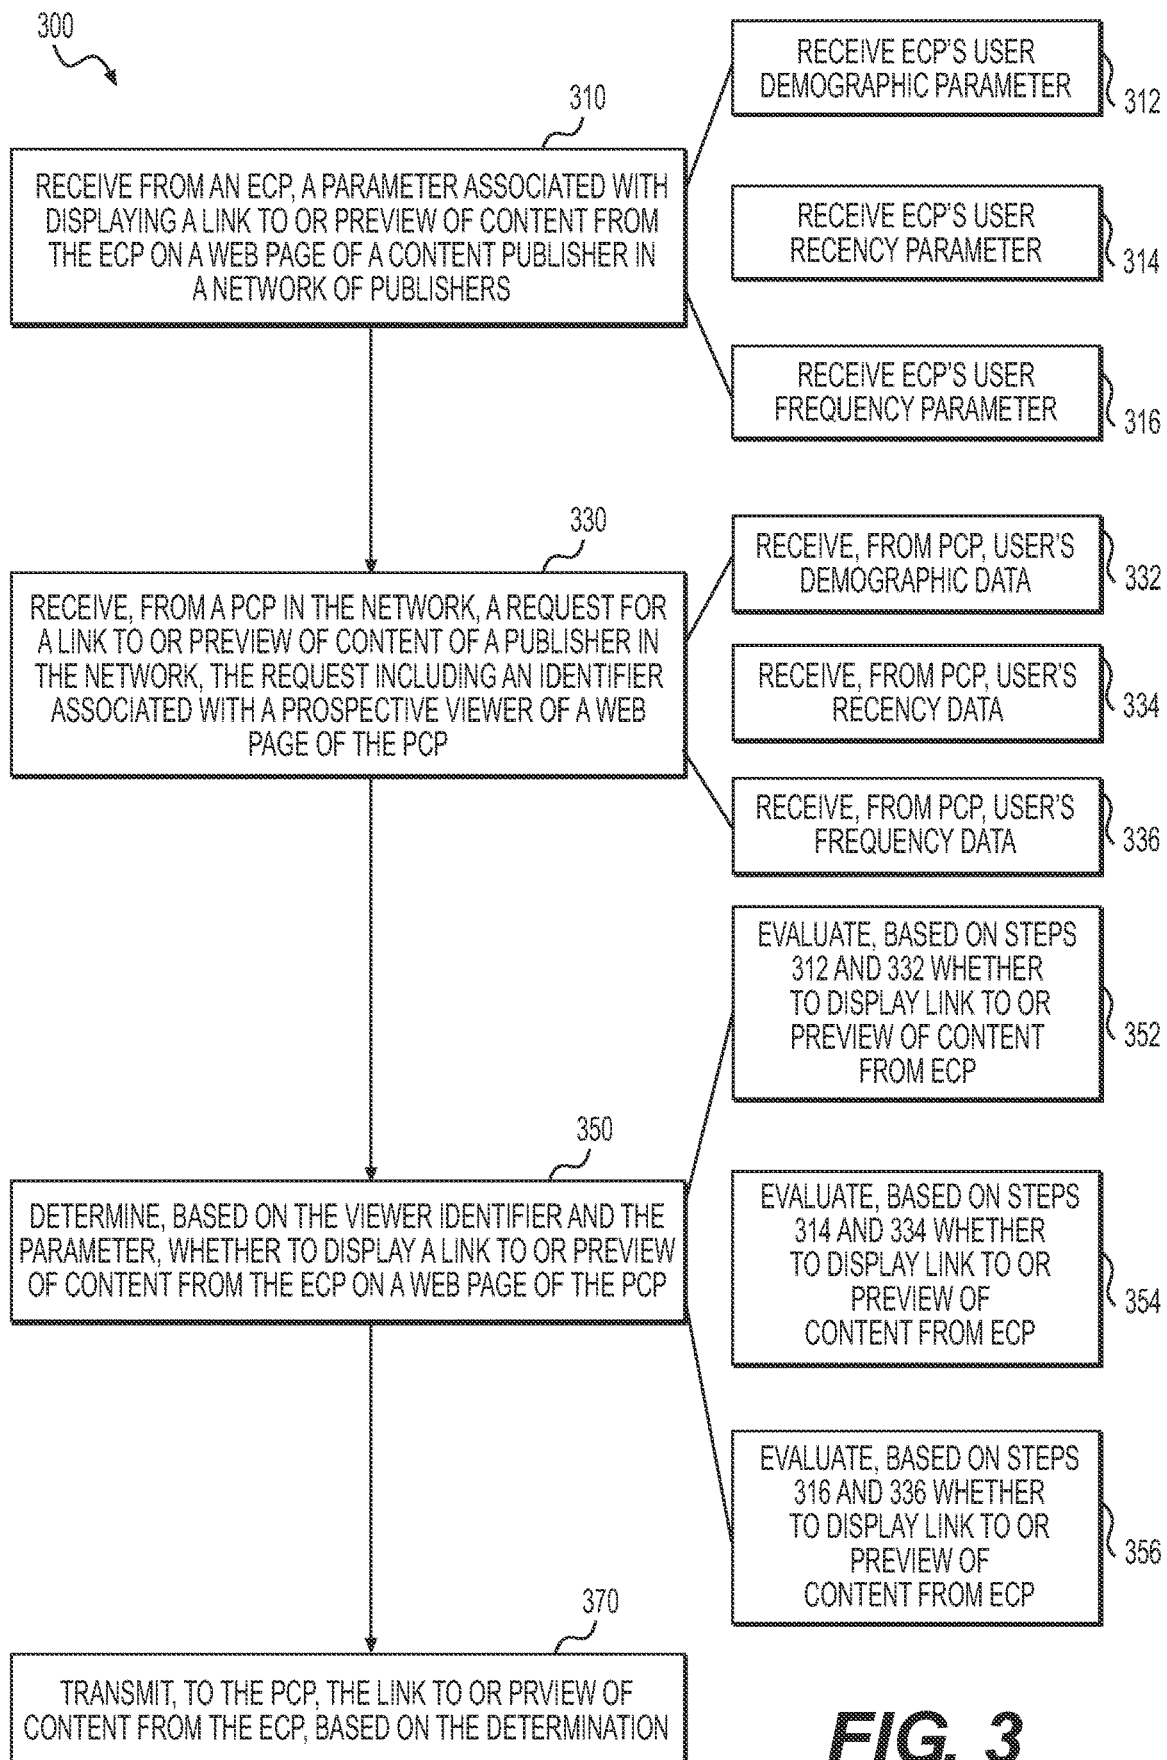 300
310
RECEIVE FROM AN ECP, A PARAMETER ASSOCIATED WITH
DISPLAYING A LINK TO OR PREVIEW OF CONTENT FROM
THE ECP ON A WEB PAGE OF A CONTENT PUBLISHER IN
A NETWORK OF PUBLISHERS
RECEIVE ECP'S USER
DEMOGRAPHIC PARAMETER
312
RECEIVE ECP'S USER
RECENCY PARAMETER
314
RECEIVE ECP'S USER
FREQUENCY PARAMETER
316
330
RECEIVE, FROM A PCP IN THE NETWORK, A REQUEST FOR
A LINK TO OR PREVIEW OF CONTENT OF A PUBLISHER IN
THE NETWORK, THE REQUEST INCLUDING AN IDENTIFIER
ASSOCIATED WITH A PROSPECTIVE VIEWER OF A WEB
PAGE OF THE PCP
RECEIVE, FROM PCP, USER'S
DEMOGRAPHIC DATA
332
RECEIVE, FROM PCP, USER'S
RECENCY DATA
334
RECEIVE, FROM PCP, USER'S
FREQUENCY DATA
336
350
DETERMINE, BASED ON THE VIEWER IDENTIFIER AND THE
PARAMETER, WHETHER TO DISPLAY A LINK TO OR PREVIEW
OF CONTENT FROM THE ECP ON A WEB PAGE OF THE PCP
EVALUATE, BASED ON STEPS
312 AND 332 WHETHER
TO DISPLAY LINK TO OR
PREVIEW OF CONTENT
FROM ECP
352
EVALUATE, BASED ON STEPS
314 AND 334 WHETHER
TO DISPLAY LINK TO OR
PREVIEW OF
CONTENT FROM ECP
354
EVALUATE, BASED ON STEPS
316 AND 336 WHETHER
TO DISPLAY LINK TO OR
PREVIEW OF
CONTENT FROM ECP
356
370
TRANSMIT, TO THE PCP, THE LINK TO OR PRVIEW OF
CONTENT FROM THE ECP, BASED ON THE DETERMINATION
FIG. 3